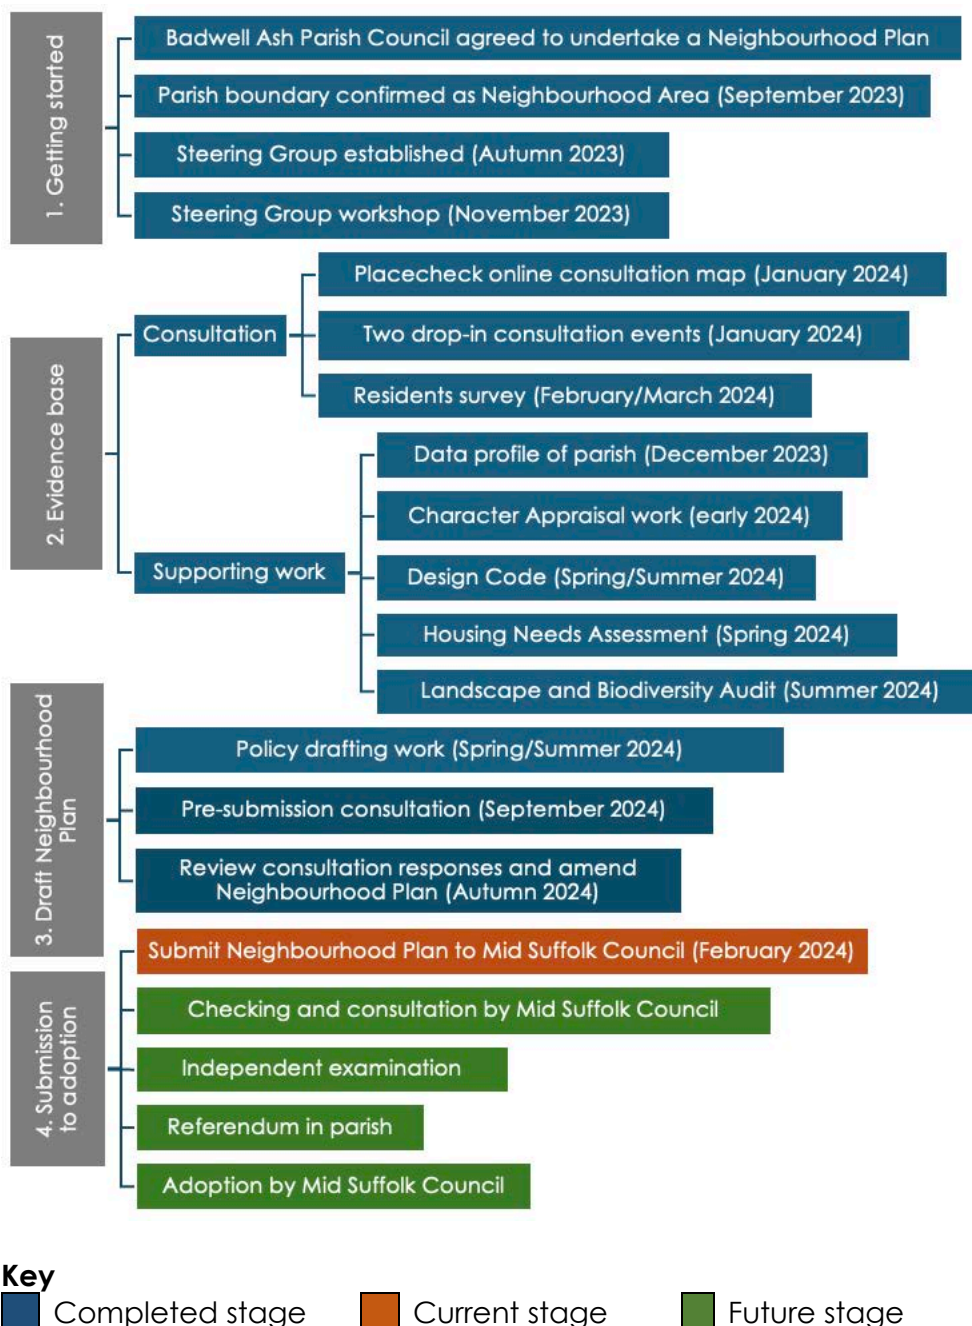 1. Getting started
Badwell Ash Parish Council agreed to undertake a Neighbourhood Plan
Parish boundary confirmed as Neighbourhood Area (September 2023)
Steering Group established (Autumn 2023)
Steering Group workshop (November 2023)
2. Evidence base
Consultation
Placecheck online consultation map (January 2024)
Two drop-in consultation events (January 2024)
Residents survey (February/March 2024)
Supporting work
Data profile of parish (December 2023)
Character Appraisal work (early 2024)
Design Code (Spring/Summer 2024)
Housing Needs Assessment (Spring 2024)
Landscape and Biodiversity Audit (Summer 2024)
3. Draft Neighbourhood
Plan
Policy drafting work (Spring/Summer 2024)
Pre-submission consultation (September 2024)
Review consultation responses and amend
Neighbourhood Plan (Autumn 2024)
4. Submission
to adoption
Submit Neighbourhood Plan to Mid Suffolk Council (February 2024)
Checking and consultation by Mid Suffolk Council
Independent examination
Referendum in parish
Adoption by Mid Suffolk Council
Key
Completed stage
Current stage
Future stage